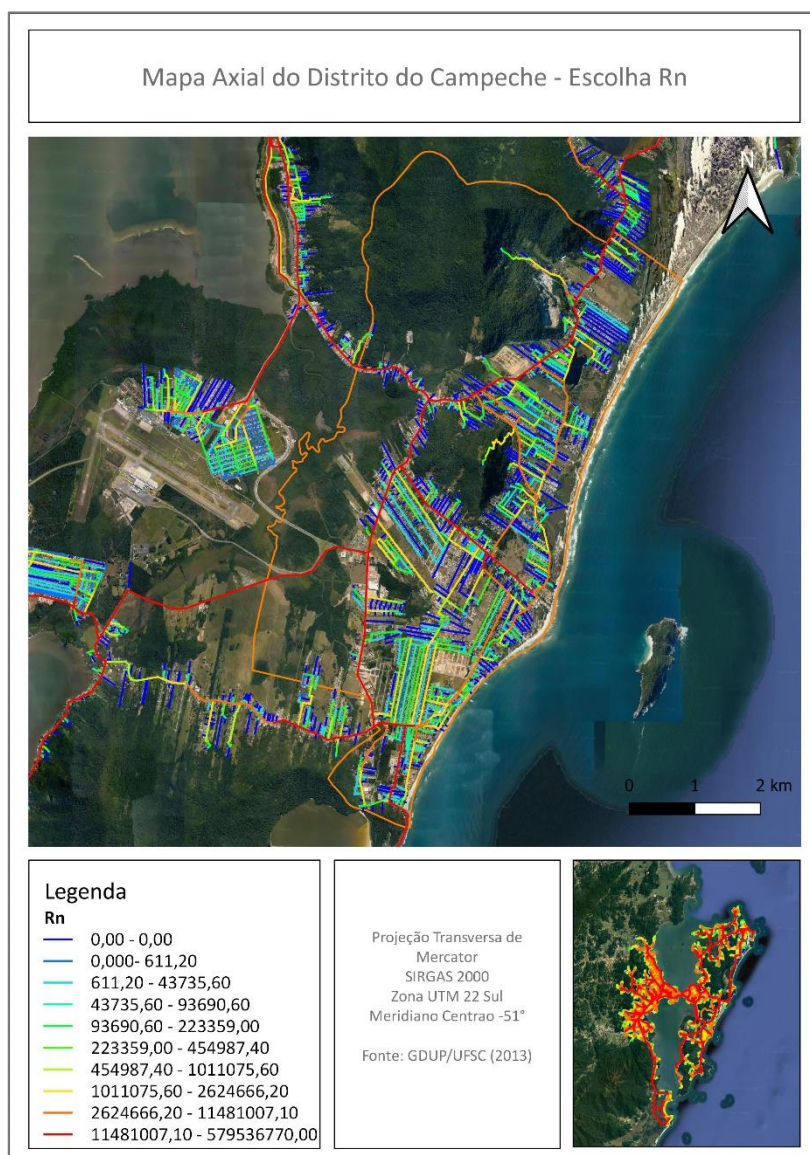 Mapa Axial do Distrito do Campeche - Escolha Rn
N
0 1 2 km
Legenda
Rn
0,00 - 0,00
0,000- 611,20
611,20 - 43735,60
43735,60 - 93690,60
93690,60 - 223359,00
223359,00 - 454987,40
454987,40 - 1011075,60
1011075,60 - 2624666,20
2624666,20 - 11481007,10
11481007,10 - 579536770,00
Projeção Transversa de
Mercator
SIRGAS 2000
Zona UTM 22 Sul
Meridiano Centrao -51°
Fonte: GDUP/UFSC (2013)